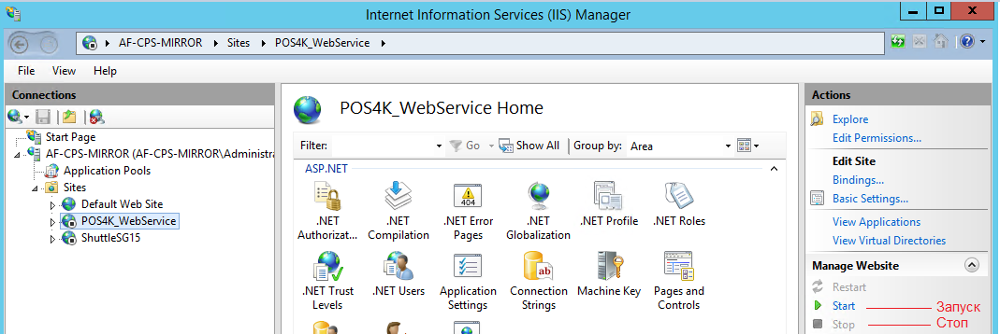 Internet Information Services (IIS) Manager
AF-CPS-MIRROR Sites POS4K_WebService
File View Help
Connections
Start Page
AF-CPS-MIRROR (AF-CPS-MIRROR\Administra
Application Pools
Sites
Default Web Site
POS4K_WebService
ShuttleSG15
POS4K_WebService Home
Filter: Go Show All Group by: Area
ASP.NET
.NET Authorizat...
.NET Compilation
404
.NET Error Pages
.NET Globalization
.NET Profile
.NET Roles
.NET Trust Levels
.NET Users
Application Settings
ab
Connection Strings
Machine Key
Pages and Controls
Actions
Explore
Edit Permissions...
Edit Site
Bindings...
Basic Settings...
View Applications
View Virtual Directories
Manage Website
Restart
Start Запуск
Stop Стоп